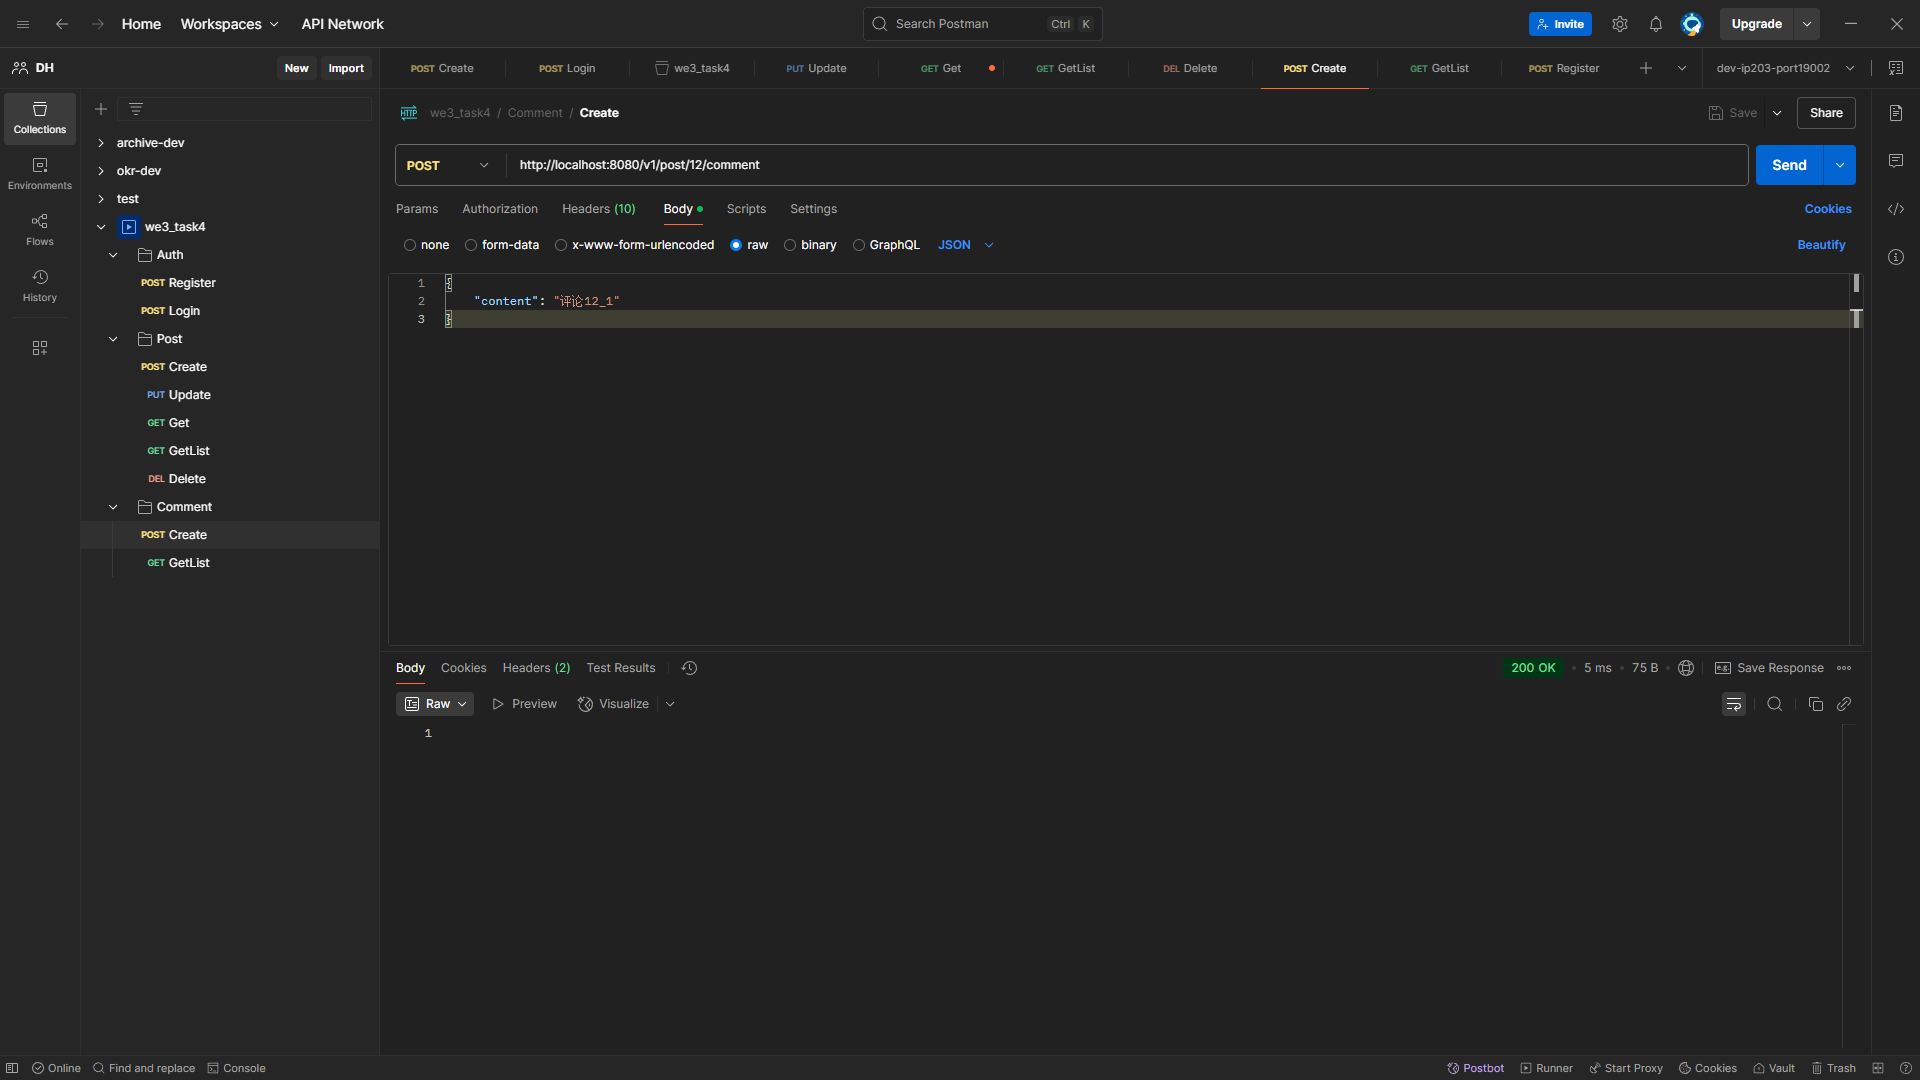 Home Workspaces API Network Search Postman Ctrl K Invite Upgrade
DH New Import
POST Create POST Login we3_task4 PUT Update GET Get GET GetList DEL Delete POST Create GET GetList POST Register dev-ip203-port19002
Collections
Environments
Flows
History
archive-dev
okr-dev
test
we3_task4
Auth
POST Register
POST Login
Post
POST Create
PUT Update
GET Get
GET GetList
DEL Delete
Comment
POST Create
GET GetList
HTTP we3_task4 / Comment / Create Save Share
POST http://localhost:8080/v1/post/12/comment Send
Params Authorization Headers (10) Body Scripts Settings Cookies
none form-data x-www-form-urlencoded raw binary GraphQL JSON Beautify
1 {
2 "content": "评论12_1"
3 }
Body Cookies Headers (2) Test Results 200 OK • 5 ms • 75 B • e.g. Save Response
Raw Preview Visualize
1
Online Find and replace Console Postbot Runner Start Proxy Cookies Vault Trash